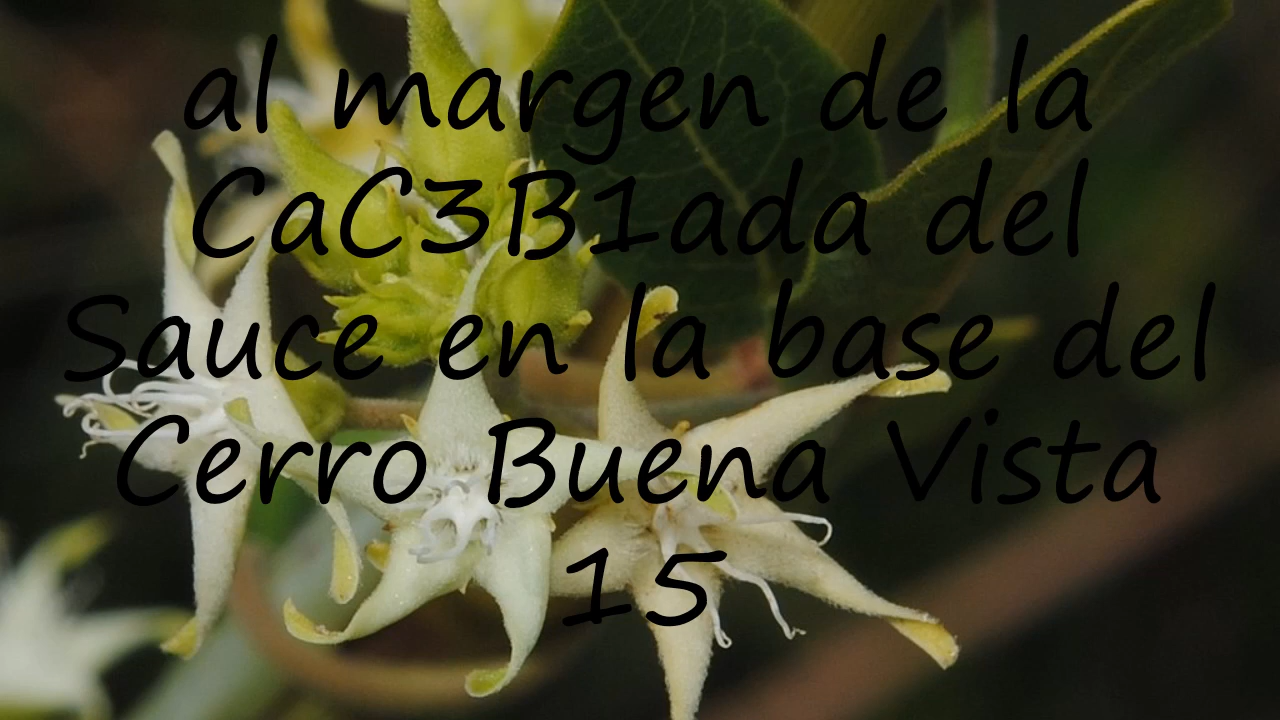 al margen de la
CaC3B1ada del
Sauce en la base del
Cerro Buena Vista
15